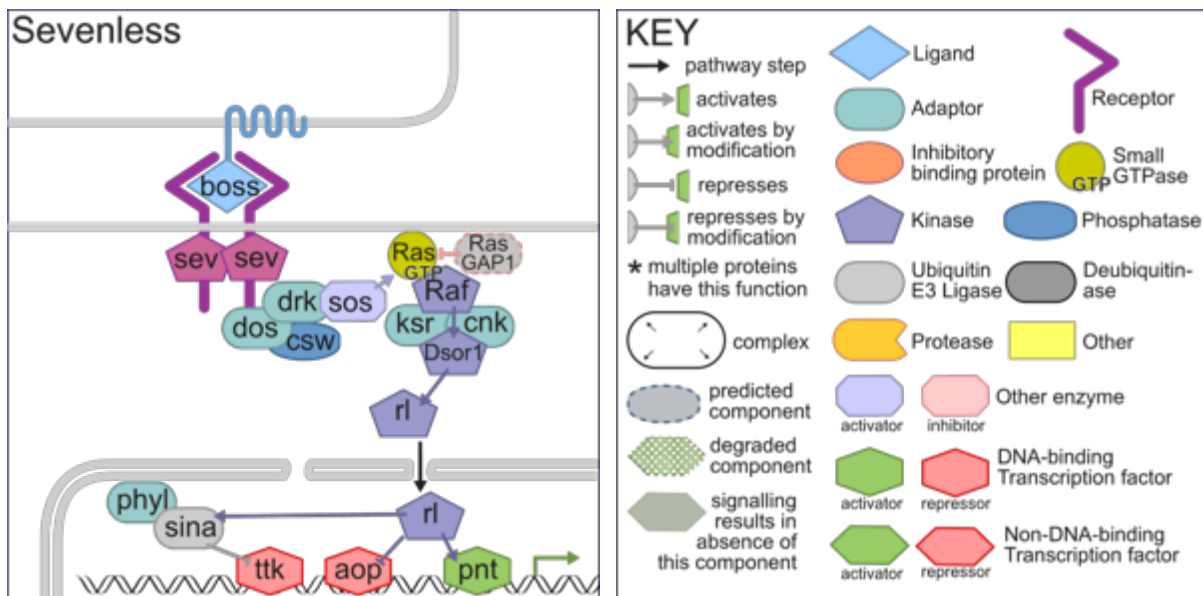 Sevenless
boss
sev
sev
Ras
GTP
Ras
GAP1
drk
sos
Raf
dos
csw
ksr
cnk
Dsor1
rl
phyl
sina
rl
ttk
aop
pnt
KEY
pathway step
activates
activates by
modification
represses
represses by
modification
* multiple proteins
have this function
complex
predicted
component
degraded
component
signalling
results in
absence of
this component
Ligand
Adaptor
Inhibitory
binding protein
Kinase
Ubiquitin
E3 Ligase
Protease
activator
inhibitor
Other enzyme
activator
repressor
DNA-binding
Transcription factor
activator
repressor
Non-DNA-binding
Transcription factor
Receptor
GTP
Small
GTPase
Phosphatase
Deubiquitin-
ase
Other